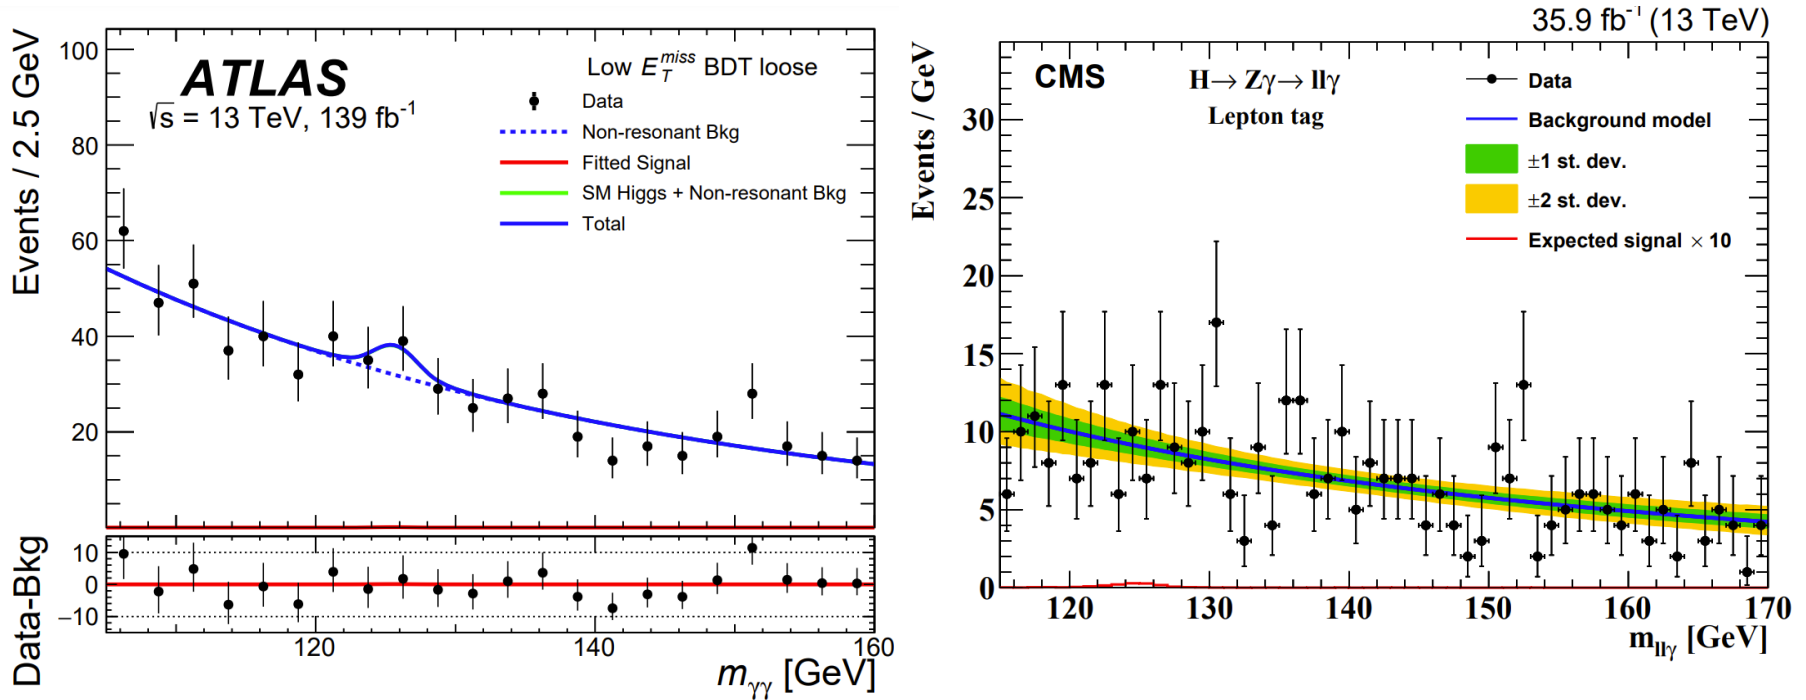 Events / 2.5 GeV
100
80
60
40
20
ATLAS
√s = 13 TeV, 139 fb⁻¹
Low E_T^miss BDT loose
Data
Non-resonant Bkg
Fitted Signal
SM Higgs + Non-resonant Bkg
Total
Data-Bkg
10
0
−10
120
140
160
m_γγ [GeV]
35.9 fb⁻¹ (13 TeV)
Events / GeV
30
25
20
15
10
5
0
CMS
H→ Zγ→ llγ
Lepton tag
Data
Background model
±1 st. dev.
±2 st. dev.
Expected signal × 10
120
130
140
150
160
170
m_llγ [GeV]